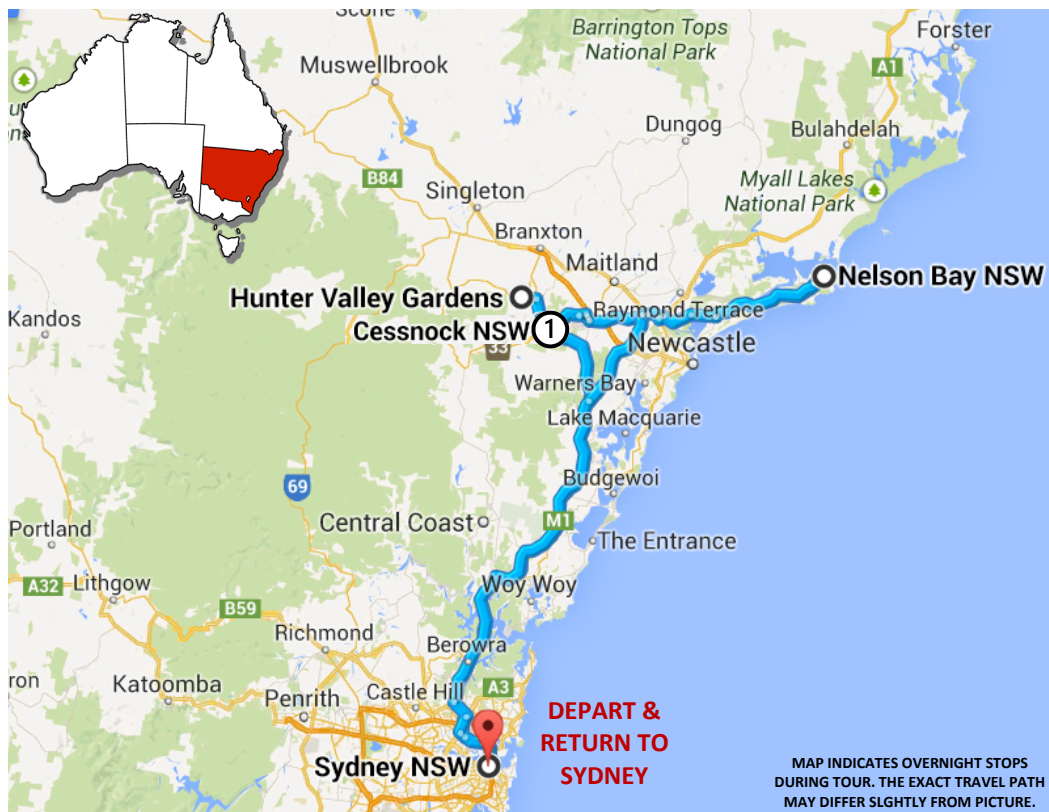 Scone
Barrington Tops
National Park
Forster
A1
Muswellbrook
Dungog
Bulahdelah
B84
Singleton
Myall Lakes
National Park
Branxton
Maitland
Nelson Bay NSW
Hunter Valley Gardens
Raymond Terrace
Kandos
Cessnock NSW
1
33
Newcastle
Warners Bay
Lake Macquarie
Budgewoi
69
Central Coast
M1
Portland
The Entrance
A32
Lithgow
Woy Woy
B59
Richmond
Berowra
ron
Katoomba
Penrith
Castle Hill
A3
DEPART &
RETURN TO
SYDNEY
Sydney NSW
MAP INDICATES OVERNIGHT STOPS
DURING TOUR. THE EXACT TRAVEL PATH
MAY DIFFER SLGHTLY FROM PICTURE.